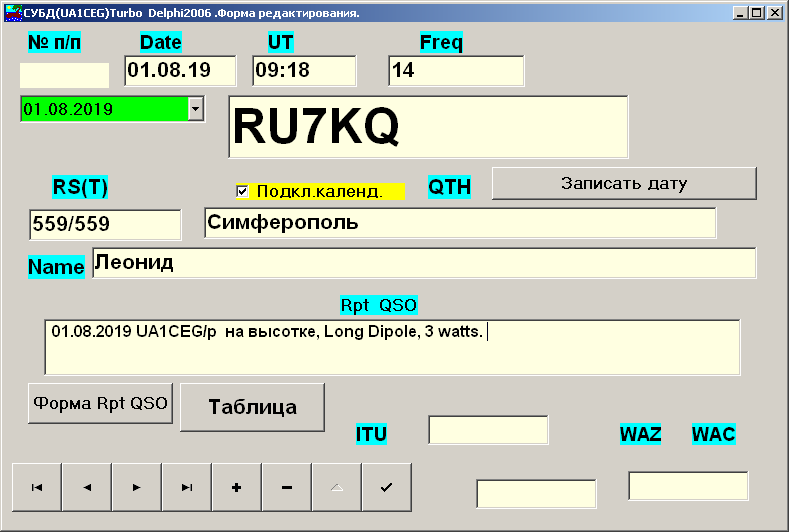 СУБД(UA1CEG)Turbo Delphi2006 .Форма редактирования.
№ п/п Date UT Freq
01.08.19 09:18 14
01.08.2019
RU7KQ
RS(T) Подкл.календ. QTH Записать дату
559/559 Симферополь
Name Леонид
Rpt QSO
01.08.2019 UA1CEG/p на высотке, Long Dipole, 3 watts.
Форма Rpt QSO Таблица
ITU WAZ WAC